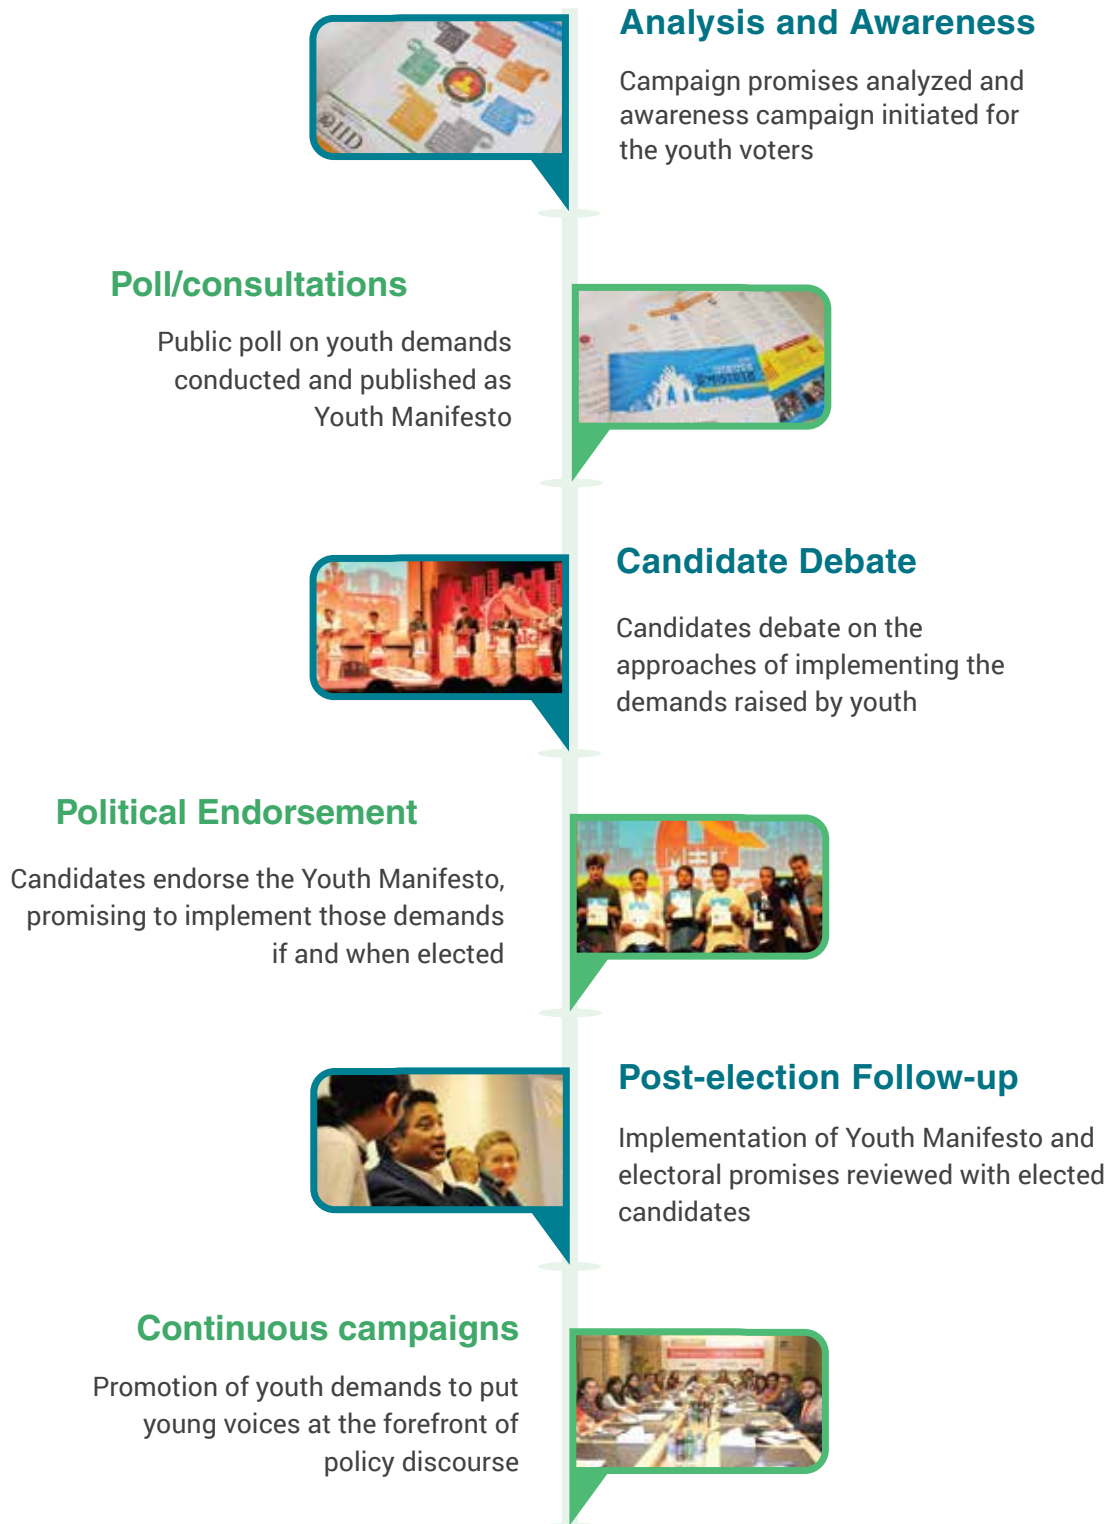 Analysis and Awareness
Campaign promises analyzed and
awareness campaign initiated for
the youth voters
IID
Poll/consultations
Public poll on youth demands
conducted and published as
Youth Manifesto
Candidate Debate
Candidates debate on the
approaches of implementing the
demands raised by youth
Political Endorsement
Candidates endorse the Youth Manifesto,
promising to implement those demands
if and when elected
Post-election Follow-up
Implementation of Youth Manifesto and
electoral promises reviewed with elected
candidates
Continuous campaigns
Promotion of youth demands to put
young voices at the forefront of
policy discourse